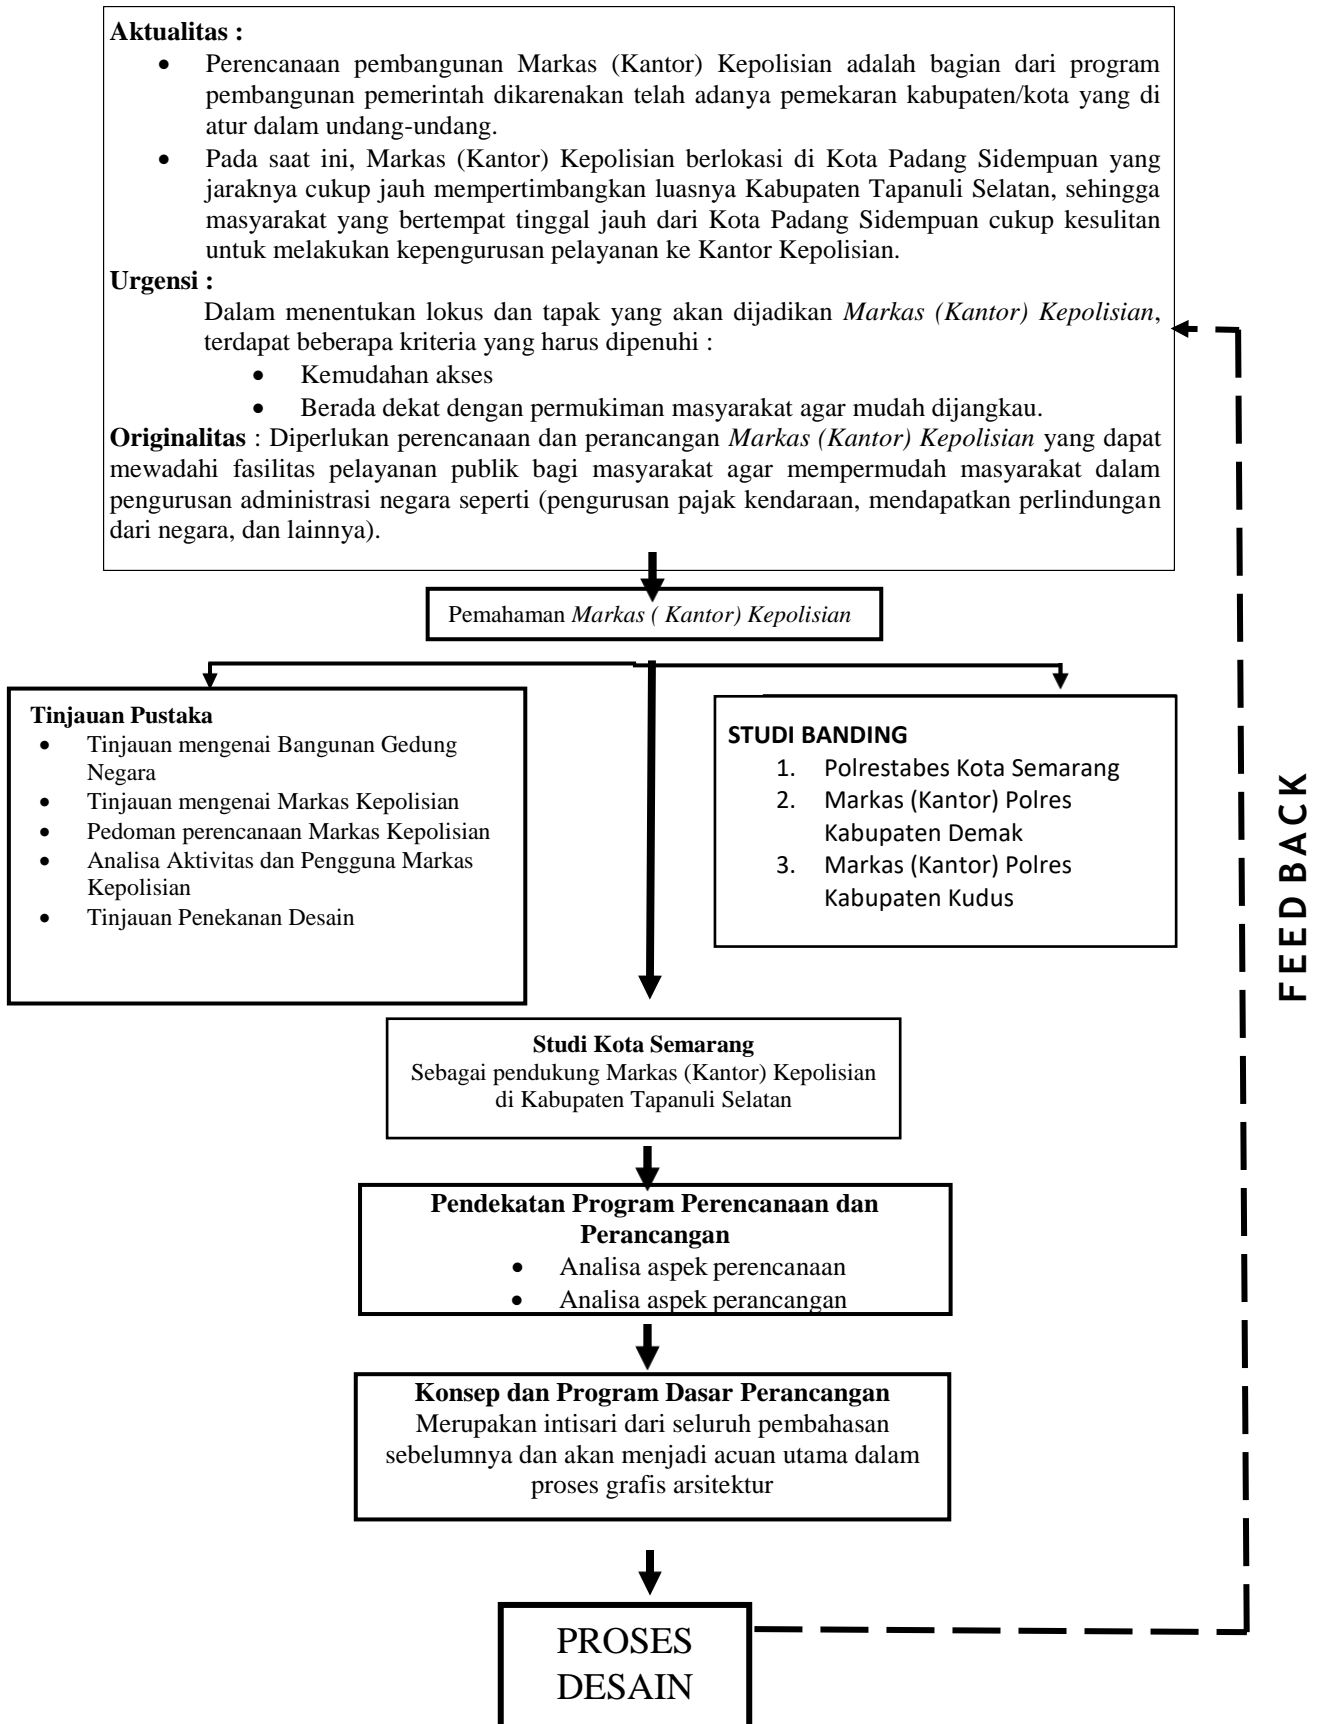 Aktualitas :
• Perencanaan pembangunan Markas (Kantor) Kepolisian adalah bagian dari program
pembangunan pemerintah dikarenakan telah adanya pemekaran kabupaten/kota yang di
atur dalam undang-undang.
• Pada saat ini, Markas (Kantor) Kepolisian berlokasi di Kota Padang Sidempuan yang
jaraknya cukup jauh mempertimbangkan luasnya Kabupaten Tapanuli Selatan, sehingga
masyarakat yang bertempat tinggal jauh dari Kota Padang Sidempuan cukup kesulitan
untuk melakukan kepengurusan pelayanan ke Kantor Kepolisian.
Urgensi :
Dalam menentukan lokus dan tapak yang akan dijadikan Markas (Kantor) Kepolisian,
terdapat beberapa kriteria yang harus dipenuhi :
• Kemudahan akses
• Berada dekat dengan permukiman masyarakat agar mudah dijangkau.
Originalitas : Diperlukan perencanaan dan perancangan Markas (Kantor) Kepolisian yang dapat
mewadahi fasilitas pelayanan publik bagi masyarakat agar mempermudah masyarakat dalam
pengurusan administrasi negara seperti (pengurusan pajak kendaraan, mendapatkan perlindungan
dari negara, dan lainnya).
Pemahaman Markas ( Kantor) Kepolisian
Tinjauan Pustaka
• Tinjauan mengenai Bangunan Gedung
Negara
• Tinjauan mengenai Markas Kepolisian
• Pedoman perencanaan Markas Kepolisian
• Analisa Aktivitas dan Pengguna Markas
Kepolisian
• Tinjauan Penekanan Desain
STUDI BANDING
1. Polrestabes Kota Semarang
2. Markas (Kantor) Polres
Kabupaten Demak
3. Markas (Kantor) Polres
Kabupaten Kudus
FEEDBACK
Studi Kota Semarang
Sebagai pendukung Markas (Kantor) Kepolisian
di Kabupaten Tapanuli Selatan
Pendekatan Program Perencanaan dan
Perancangan
• Analisa aspek perencanaan
• Analisa aspek perancangan
Konsep dan Program Dasar Perancangan
Merupakan intisari dari seluruh pembahasan
sebelumnya dan akan menjadi acuan utama dalam
proses grafis arsitektur
PROSES
DESAIN